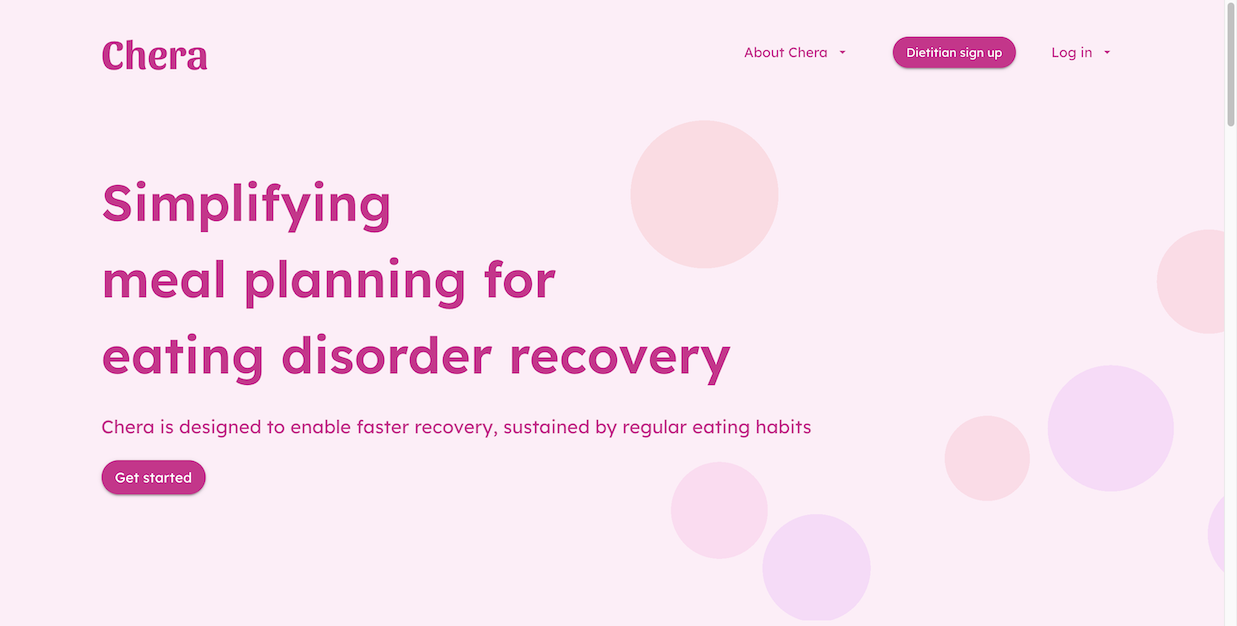 Chera
About Chera
Dietitian sign up
Log in
Simplifying
meal planning for
eating disorder recovery
Chera is designed to enable faster recovery, sustained by regular eating habits
Get started